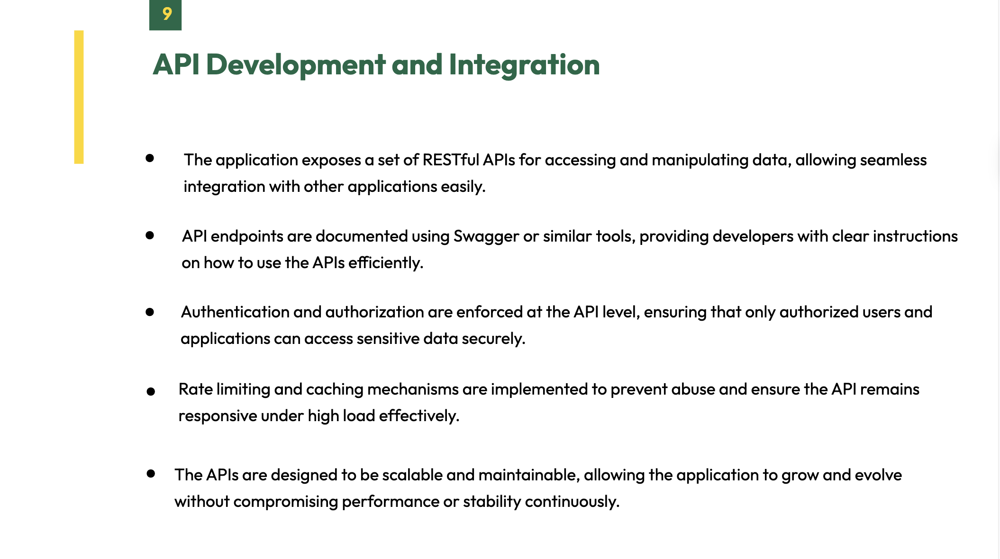 9
API Development and Integration
The application exposes a set of RESTful APIs for accessing and manipulating data, allowing seamless
integration with other applications easily.
API endpoints are documented using Swagger or similar tools, providing developers with clear instructions
on how to use the APIs efficiently.
Authentication and authorization are enforced at the API level, ensuring that only authorized users and
applications can access sensitive data securely.
Rate limiting and caching mechanisms are implemented to prevent abuse and ensure the API remains
responsive under high load effectively.
The APIs are designed to be scalable and maintainable, allowing the application to grow and evolve
without compromising performance or stability continuously.